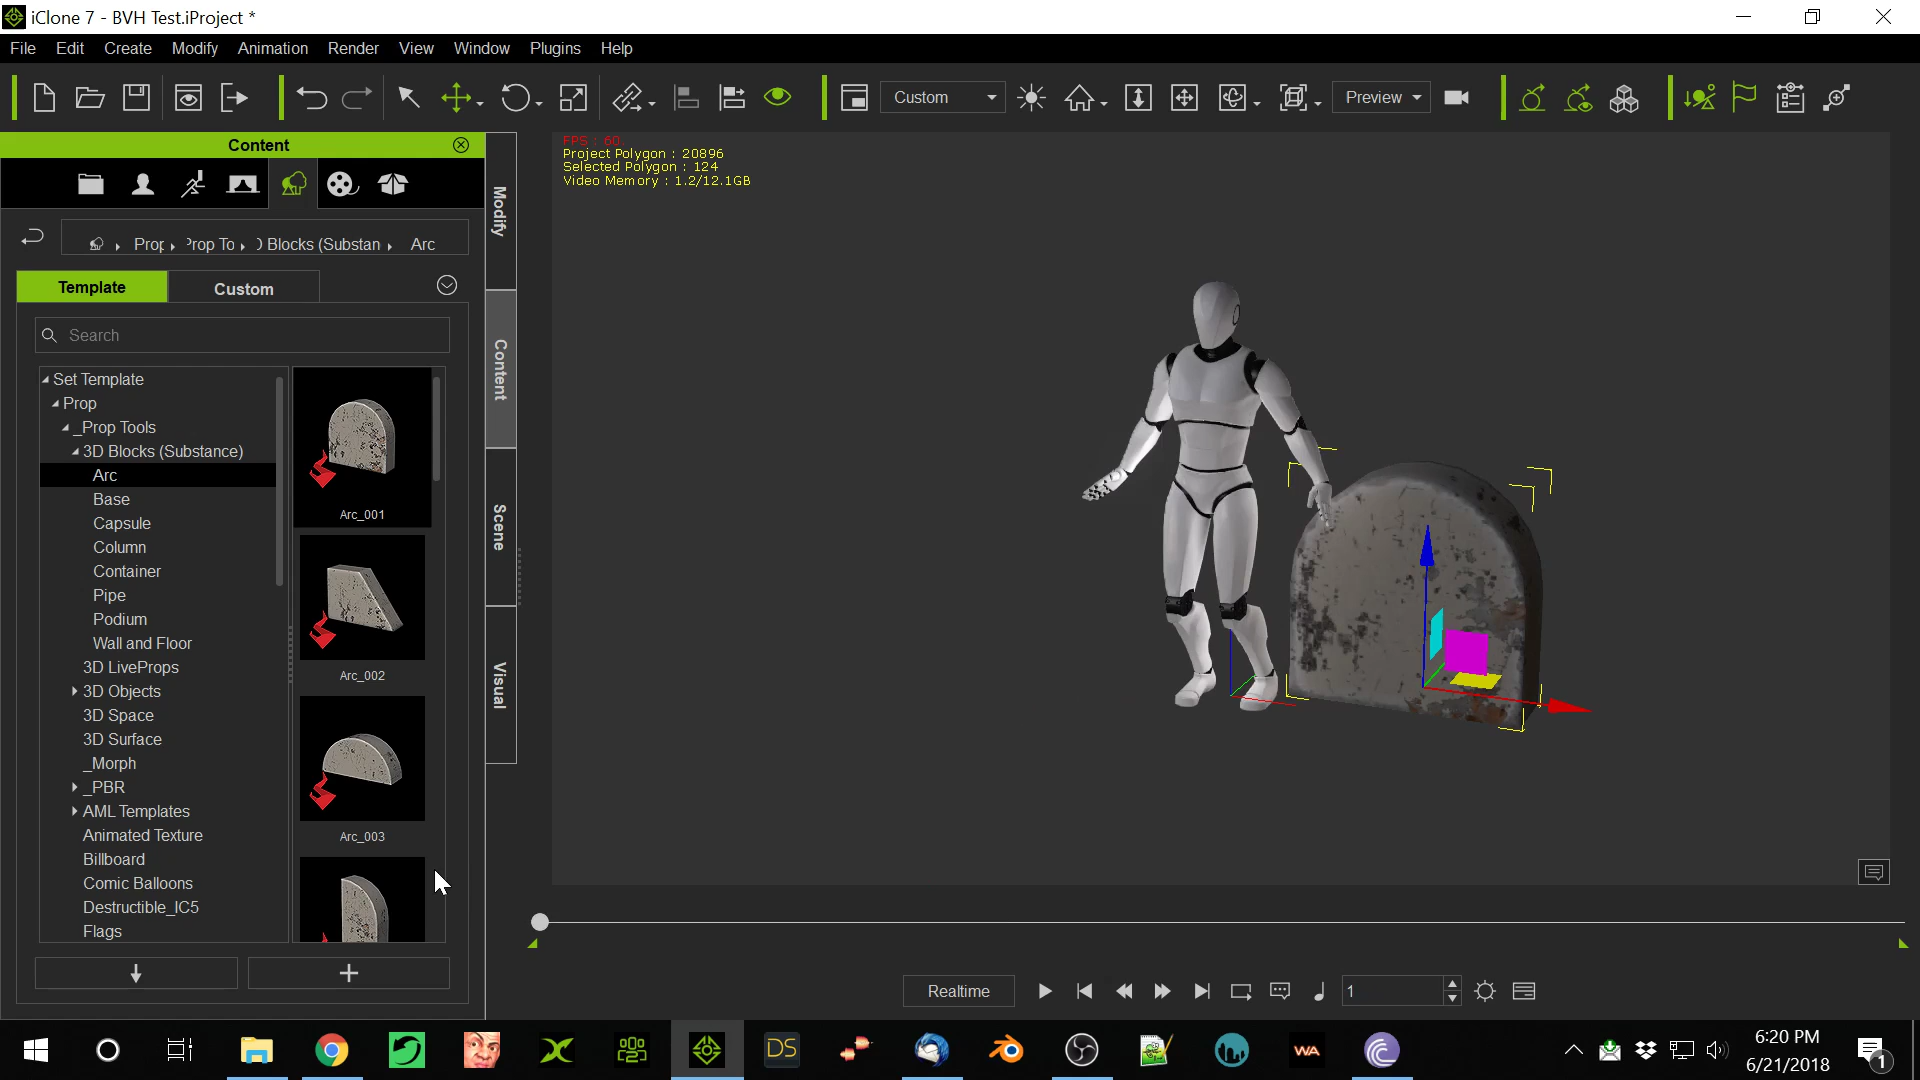 iClone 7 - BVH Test.iProject *
File Edit Create Modify Animation Render View Window Plugins Help
Custom
Preview
Content
Prop To
Blocks (Substan
Arc
Template
Custom
Search
Set Template
Prop
_Prop Tools
3D Blocks (Substance)
Arc
Base
Capsule
Column
Container
Pipe
Podium
Wall and Floor
3D LiveProps
3D Objects
3D Space
3D Surface
_Morph
_PBR
AML Templates
Animated Texture
Billboard
Comic Balloons
Destructible_IC5
Flags
Arc_001
Arc_002
Arc_003
Modify
Content
Scene
Visual
FPS : 60.
Project Polygon : 20896
Selected Polygon : 124
Video Memory : 1.2/12.1GB
Realtime
1
DS
WA
6:20 PM
6/21/2018
1